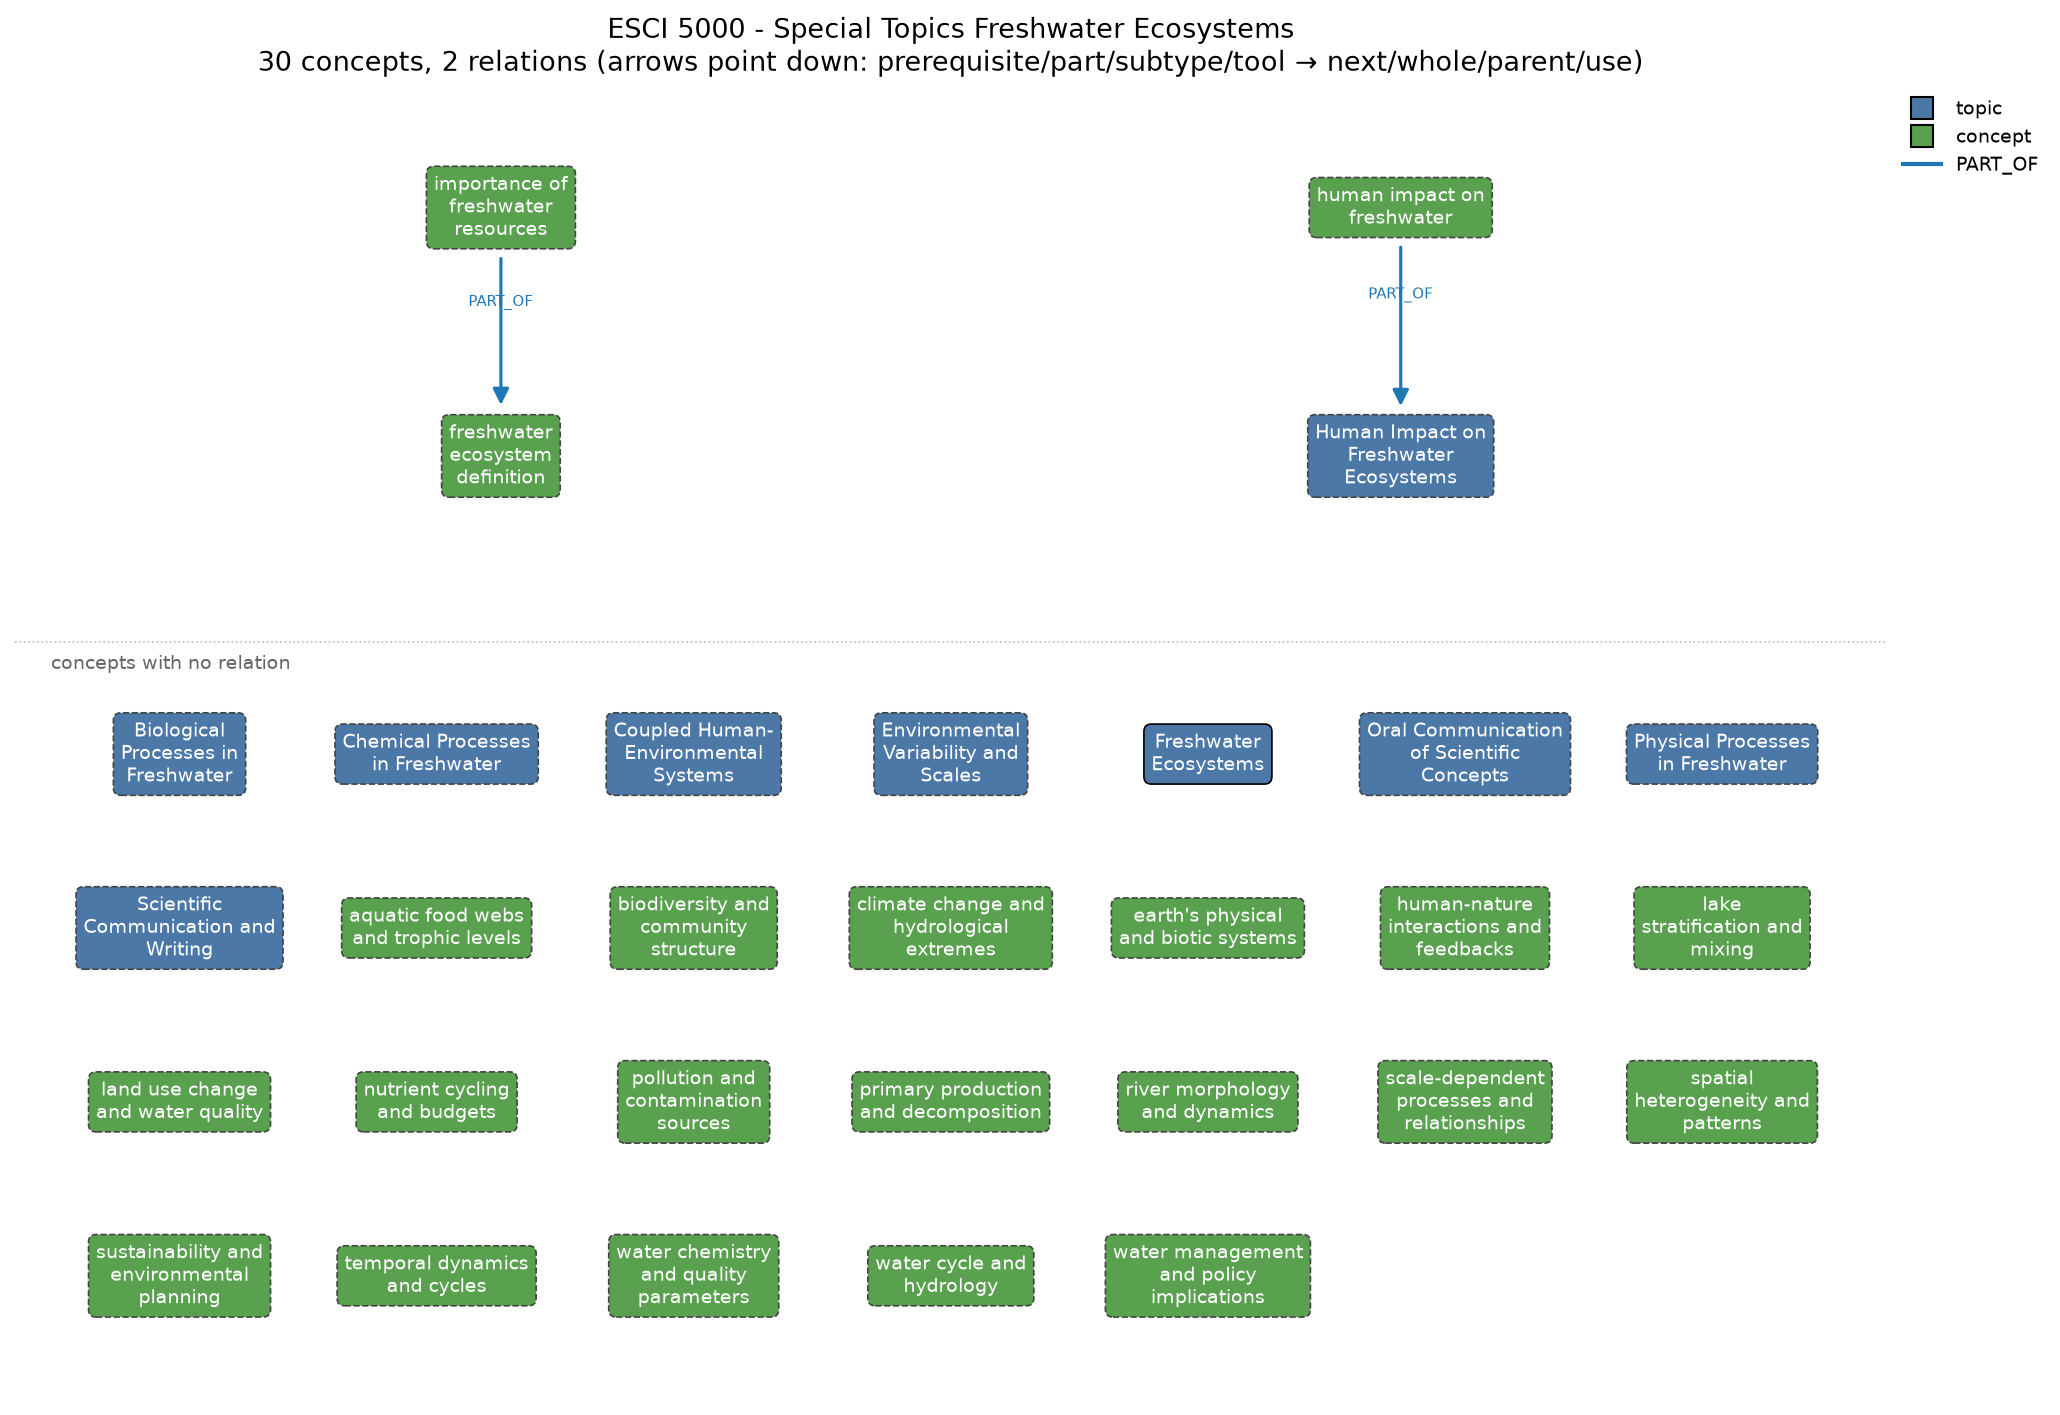 ESCI 5000 - Special Topics Freshwater Ecosystems
30 concepts, 2 relations (arrows point down: prerequisite/part/subtype/tool → next/whole/parent/use)
topic
concept
PART_OF
importance of
freshwater
resources
human impact on
freshwater
PART_OF
PART_OF
freshwater
ecosystem
definition
Human Impact on
Freshwater
Ecosystems
concepts with no relation
Biological
Processes in
Freshwater
Chemical Processes
in Freshwater
Coupled Human-
Environmental
Systems
Environmental
Variability and
Scales
Freshwater
Ecosystems
Oral Communication
of Scientific
Concepts
Physical Processes
in Freshwater
Scientific
Communication and
Writing
aquatic food webs
and trophic levels
biodiversity and
community
structure
climate change and
hydrological
extremes
earth's physical
and biotic systems
human-nature
interactions and
feedbacks
lake
stratification and
mixing
land use change
and water quality
nutrient cycling
and budgets
pollution and
contamination
sources
primary production
and decomposition
river morphology
and dynamics
scale-dependent
processes and
relationships
spatial
heterogeneity and
patterns
sustainability and
environmental
planning
temporal dynamics
and cycles
water chemistry
and quality
parameters
water cycle and
hydrology
water management
and policy
implications